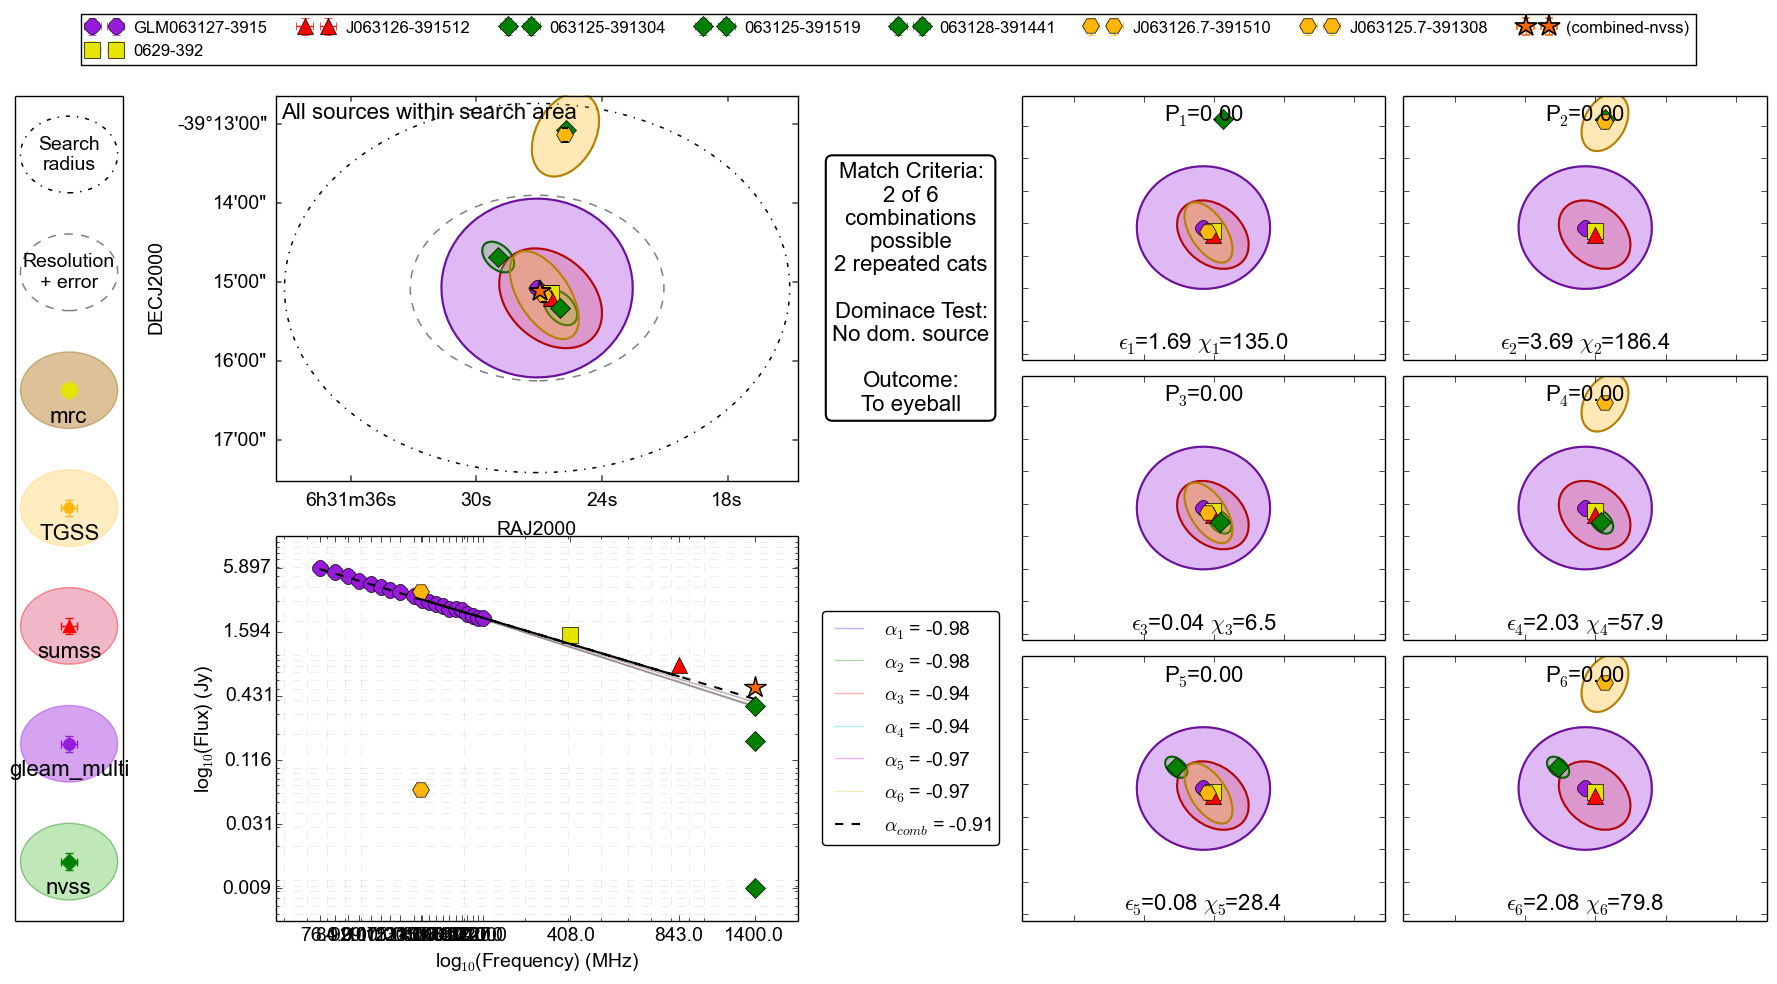 GLM063127-3915 J063126-391512 063125-391304 063125-391519 063128-391441 J063126.7-391510 J063125.7-391308 (combined-nvss)
0629-392
Search
radius
Resolution
+ error
mrc
TGSS
sumss
gleam_multi
nvss
All sources within search area
DECJ2000
-39°13'00"
14'00"
15'00"
16'00"
17'00"
6h31m36s 30s 24s 18s
RAJ2000
Match Criteria:
2 of 6
combinations
possible
2 repeated cats
Dominace Test:
No dom. source
Outcome:
To eyeball
log10(Flux) (Jy)
5.897
1.594
0.431
0.116
0.031
0.009
408.0 843.0 1400.0
log10(Frequency) (MHz)
α1 = -0.98
α2 = -0.98
α3 = -0.94
α4 = -0.94
α5 = -0.97
α6 = -0.97
αcomb = -0.91
P1=0.00
ϵ1=1.69 χ1=135.0
P2=0.00
ϵ2=3.69 χ2=186.4
P3=0.00
ϵ3=0.04 χ3=6.5
P4=0.00
ϵ4=2.03 χ4=57.9
P5=0.00
ϵ5=0.08 χ5=28.4
P6=0.00
ϵ6=2.08 χ6=79.8